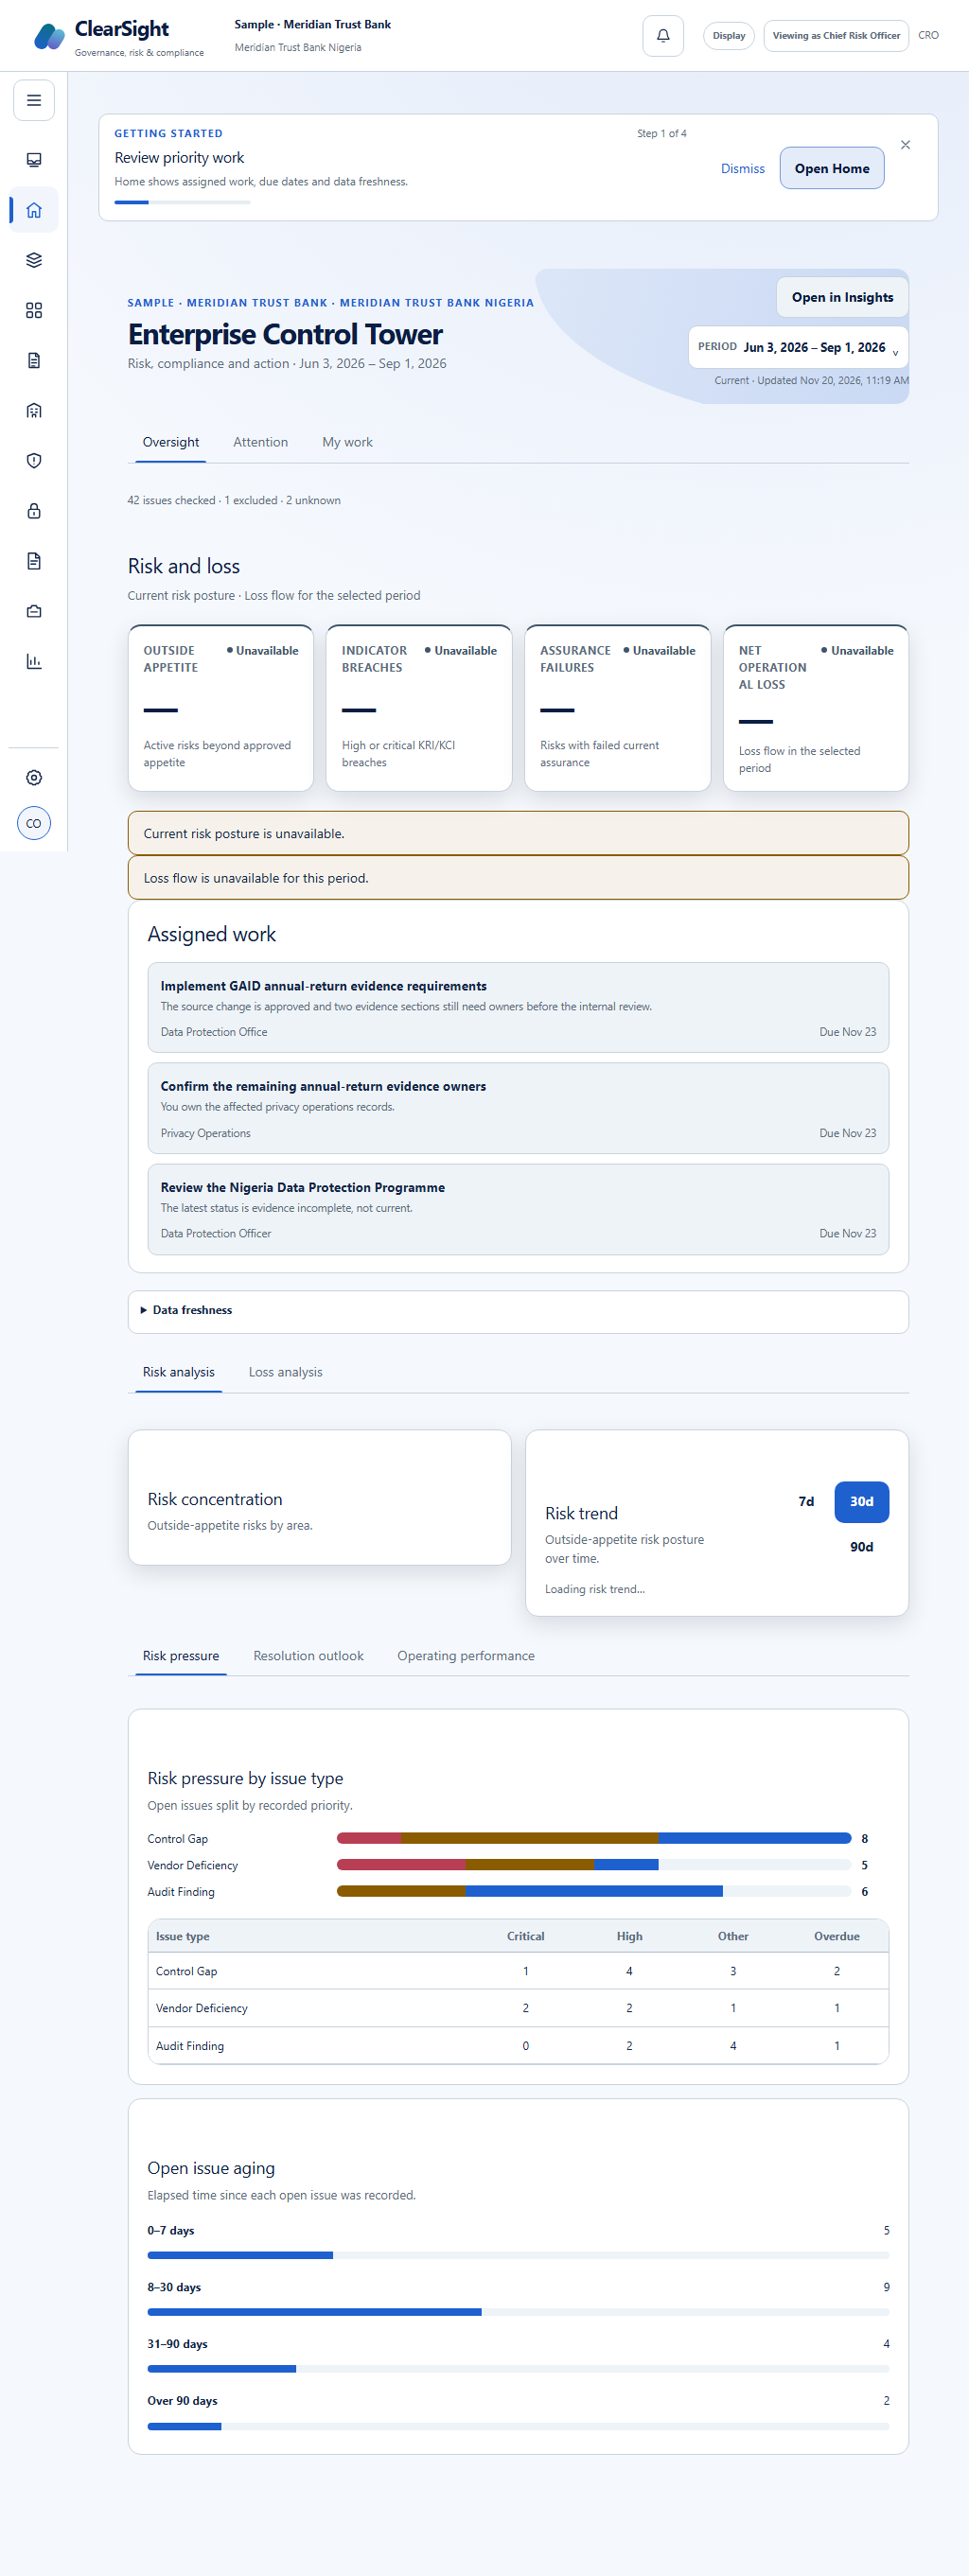 ClearSight
Governance, risk & compliance
Sample · Meridian Trust Bank
Meridian Trust Bank Nigeria
Display
Viewing as Chief Risk Officer
CRO
GETTING STARTED
Step 1 of 4
Review priority work
Home shows assigned work, due dates and data freshness.
Dismiss
Open Home
SAMPLE · MERIDIAN TRUST BANK · MERIDIAN TRUST BANK NIGERIA
Enterprise Control Tower
Risk, compliance and action · Jun 3, 2026 – Sep 1, 2026
Open in Insights
PERIOD Jun 3, 2026 – Sep 1, 2026
Current · Updated Nov 20, 2026, 11:19 AM
Oversight
Attention
My work
42 issues checked · 1 excluded · 2 unknown
Risk and loss
Current risk posture · Loss flow for the selected period
OUTSIDE
APPETITE
Unavailable
—
Active risks beyond approved
appetite
INDICATOR
BREACHES
Unavailable
—
High or critical KRI/KCI
breaches
ASSURANCE
FAILURES
Unavailable
—
Risks with failed current
assurance
NET
OPERATION
AL LOSS
Unavailable
—
Loss flow in the selected
period
Current risk posture is unavailable.
Loss flow is unavailable for this period.
Assigned work
Implement GAID annual-return evidence requirements
The source change is approved and two evidence sections still need owners before the internal review.
Data Protection Office
Due Nov 23
Confirm the remaining annual-return evidence owners
You own the affected privacy operations records.
Privacy Operations
Due Nov 23
Review the Nigeria Data Protection Programme
The latest status is evidence incomplete, not current.
Data Protection Officer
Due Nov 23
CO
Data freshness
Risk analysis
Loss analysis
Risk concentration
Outside-appetite risks by area.
Risk trend
Outside-appetite risk posture
over time.
Loading risk trend...
7d
30d
90d
Risk pressure
Resolution outlook
Operating performance
Risk pressure by issue type
Open issues split by recorded priority.
Control Gap 8
Vendor Deficiency 5
Audit Finding 6
Issue type Critical High Other Overdue
Control Gap 1 4 3 2
Vendor Deficiency 2 2 1 1
Audit Finding 0 2 4 1
Open issue aging
Elapsed time since each open issue was recorded.
0–7 days 5
8–30 days 9
31–90 days 4
Over 90 days 2